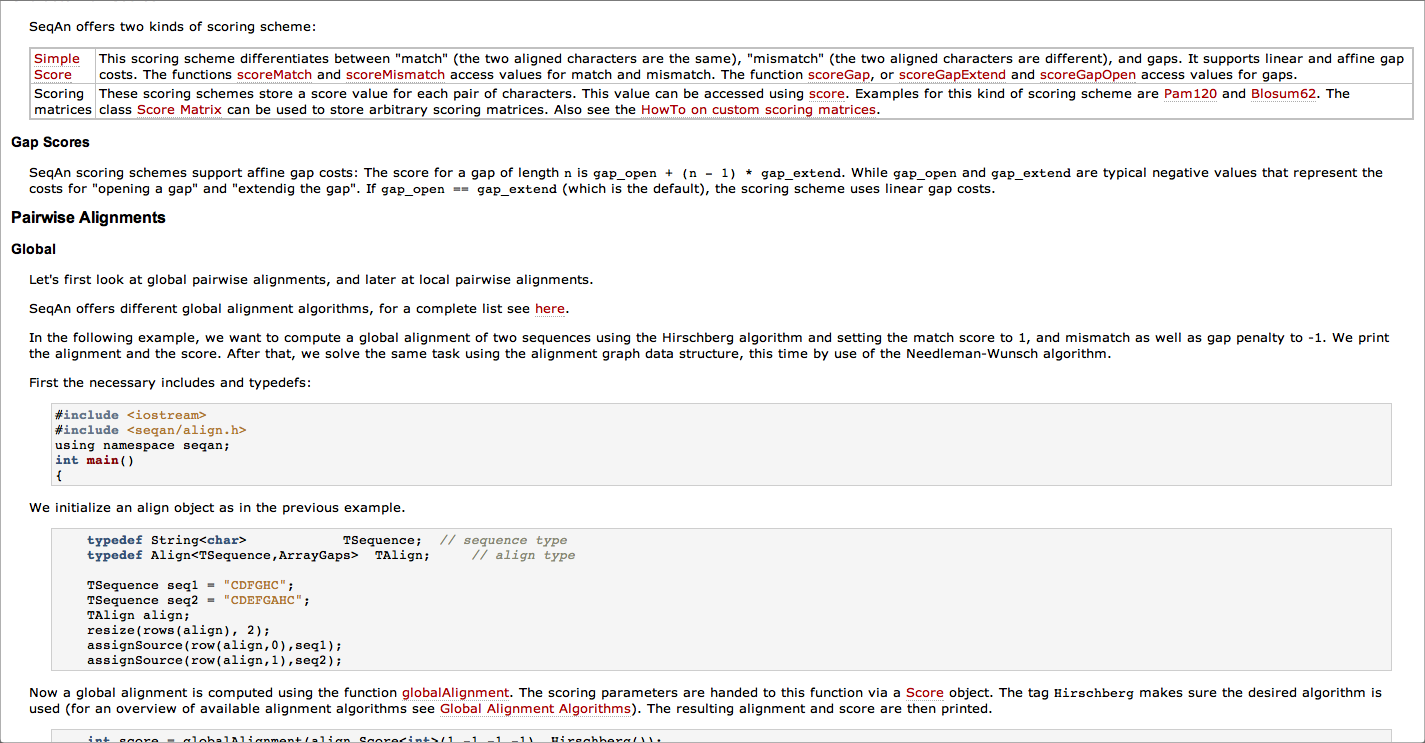 SeqAn offers two kinds of scoring scheme:
Simple Score
This scoring scheme differentiates between "match" (the two aligned characters are the same), "mismatch" (the two aligned characters are different), and gaps. It supports linear and affine gap
costs. The functions scoreMatch and scoreMismatch access values for match and mismatch. The function scoreGap, or scoreGapExtend and scoreGapOpen access values for gaps.
Scoring matrices
These scoring schemes store a score value for each pair of characters. This value can be accessed using score. Examples for this kind of scoring scheme are Pam120 and Blosum62. The
class Score Matrix can be used to store arbitrary scoring matrices. Also see the HowTo on custom scoring matrices.
Gap Scores
SeqAn scoring schemes support affine gap costs: The score for a gap of length n is gap_open + (n - 1) * gap_extend. While gap_open and gap_extend are typical negative values that represent the
costs for "opening a gap" and "extendig the gap". If gap_open == gap_extend (which is the default), the scoring scheme uses linear gap costs.
Pairwise Alignments
Global
Let's first look at global pairwise alignments, and later at local pairwise alignments.
SeqAn offers different global alignment algorithms, for a complete list see here.
In the following example, we want to compute a global alignment of two sequences using the Hirschberg algorithm and setting the match score to 1, and mismatch as well as gap penalty to -1. We print
the alignment and the score. After that, we solve the same task using the alignment graph data structure, this time by use of the Needleman-Wunsch algorithm.
First the necessary includes and typedefs:
#include <iostream>
#include <seqan/align.h>
using namespace seqan;
int main()
{
We initialize an align object as in the previous example.
typedef String<char> TSequence; // sequence type
typedef Align<TSequence,ArrayGaps> TAlign; // align type
TSequence seq1 = "CDFGHC";
TSequence seq2 = "CDEFGAHC";
TAlign align;
resize(rows(align), 2);
assignSource(row(align,0),seq1);
assignSource(row(align,1),seq2);
Now a global alignment is computed using the function globalAlignment. The scoring parameters are handed to this function via a Score object. The tag Hirschberg makes sure the desired algorithm is
used (for an overview of available alignment algorithms see Global Alignment Algorithms). The resulting alignment and score are then printed.
int score = globalAlignment(align,Score<int>(1,-1,-1,-1), Hirschberg());